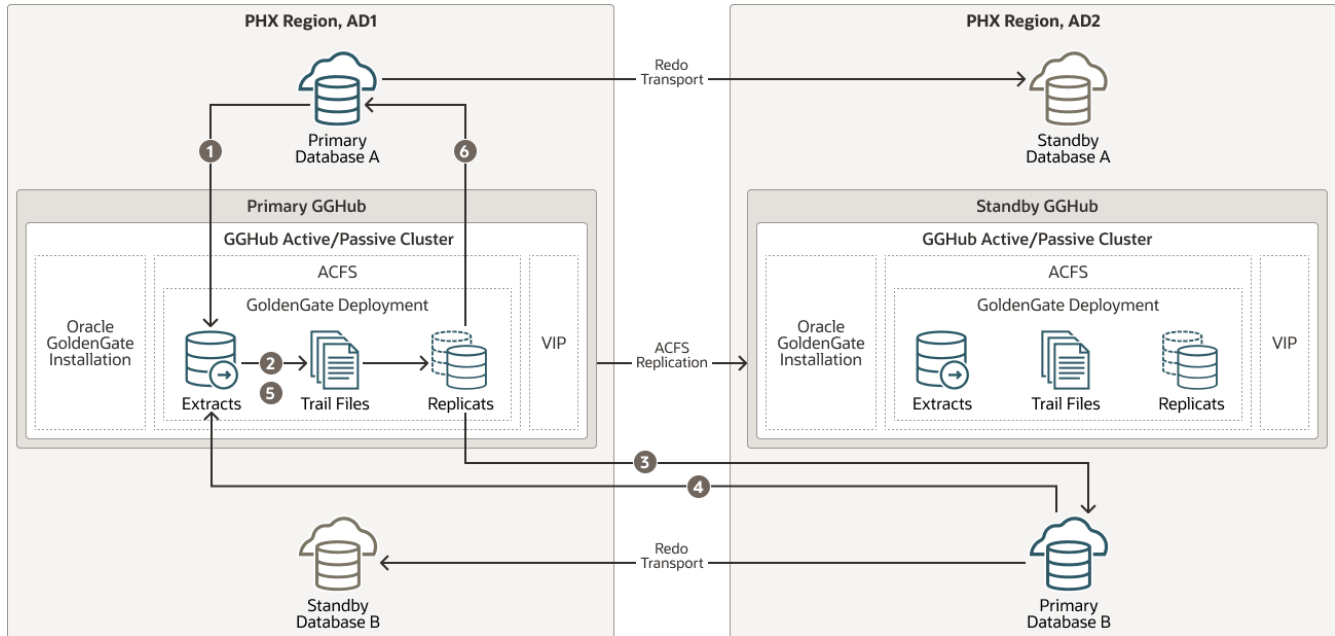 PHX Region, AD1
PHX Region, AD2
Redo
Transport
Primary
Database A
Standby
Database A
1
6
Primary GGHub
Standby GGHub
GGHub Active/Passive Cluster
GGHub Active/Passive Cluster
ACFS
ACFS
GoldenGate Deployment
GoldenGate Deployment
Oracle
GoldenGate
Installation
2
5
Extracts
Trail Files
Replicats
VIP
ACFS
Replication
Oracle
GoldenGate
Installation
Extracts
Trail Files
Replicats
VIP
3
4
Redo
Transport
Standby
Database B
Primary
Database B